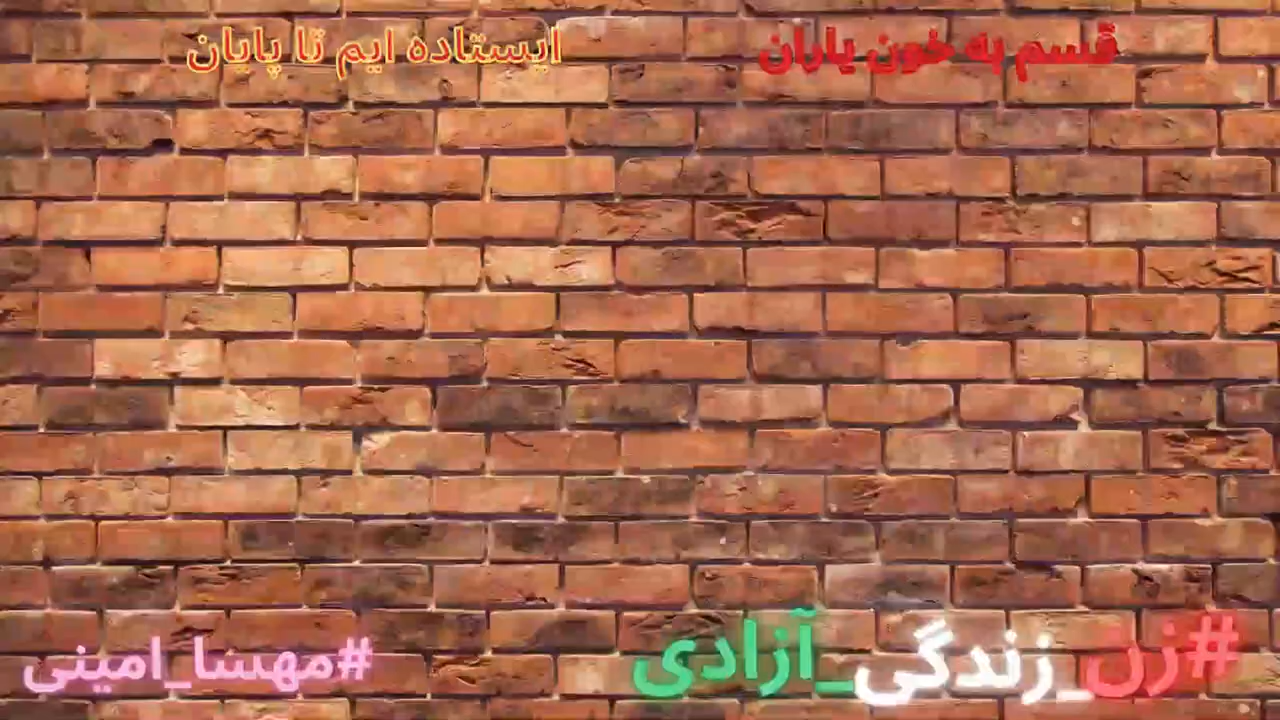 قسم به خون یاران
ایستاده ایم تا پایان
#زن_زندگی_آزادی
#مهسا_امینی